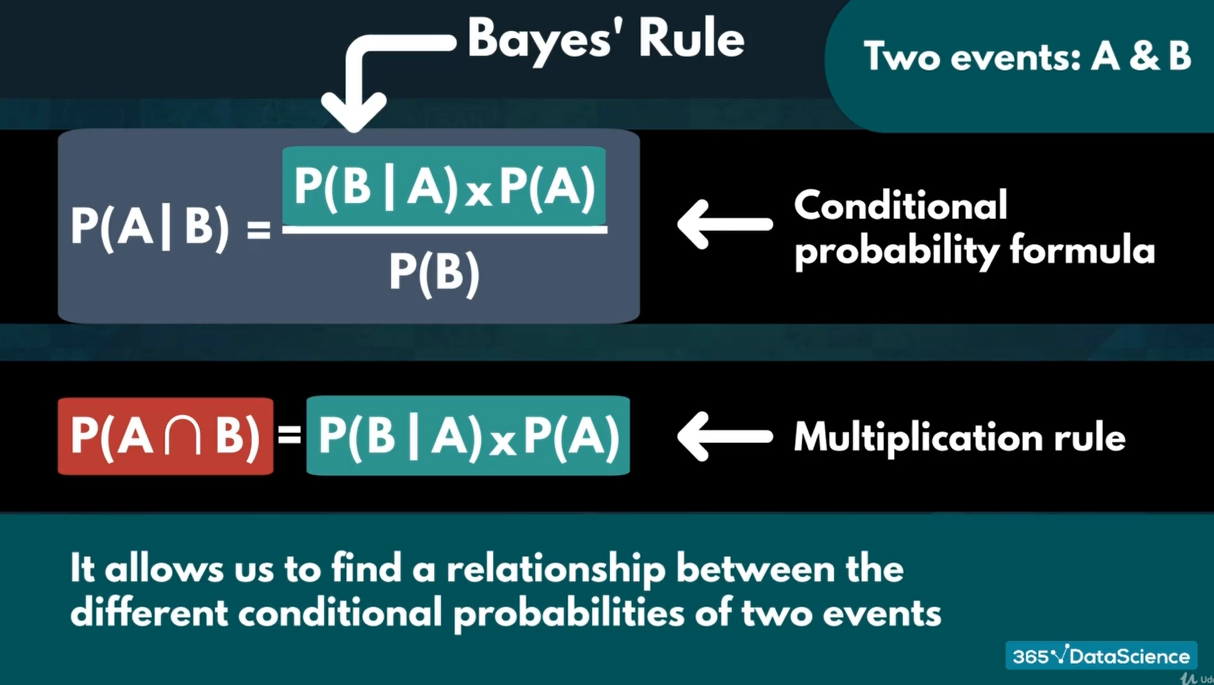 Bayes' Rule
Two events: A & B
P(A | B) = P(B | A) x P(A)
P(B)
Conditional
probability formula
P(A ∩ B) = P(B | A) x P(A)
Multiplication rule
It allows us to find a relationship between the
different conditional probabilities of two events
365 DataScience